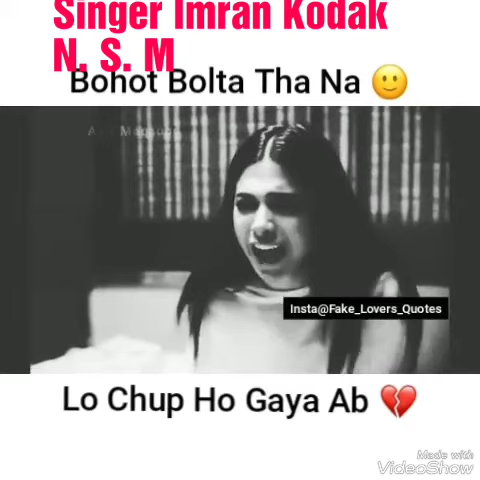 Singer Imran Kodak
N. S. M
Bohot Bolta Tha Na 🙂
Insta@Fake_Lovers_Quotes
Lo Chup Ho Gaya Ab 💔
Made with
VideoShow